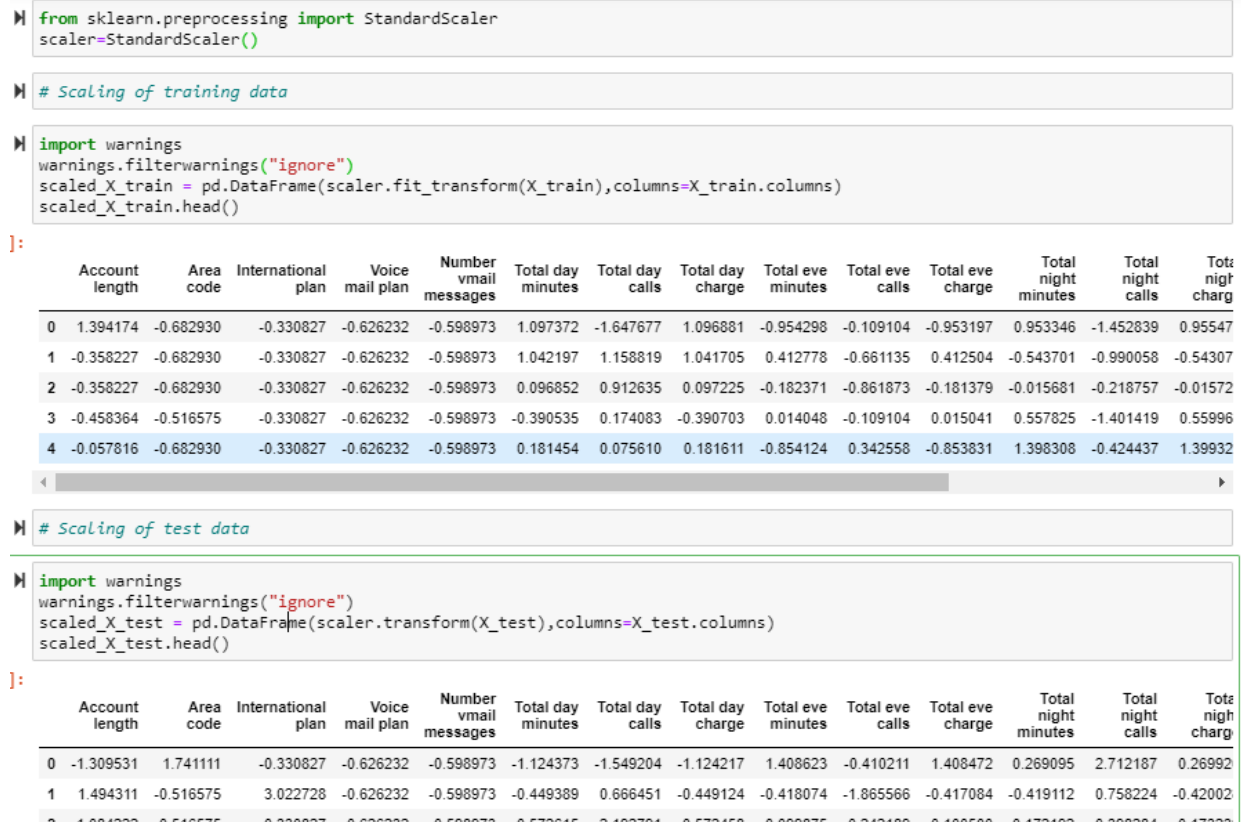 from sklearn.preprocessing import StandardScaler
scaler=StandardScaler()
# Scaling of training data
import warnings
warnings.filterwarnings("ignore")
scaled_X_train = pd.DataFrame(scaler.fit_transform(X_train),columns=X_train.columns)
scaled_X_train.head()
]:
Account length Area code International plan Voice mail plan Number vmail messages Total day minutes Total day calls Total day charge Total eve minutes Total eve calls Total eve charge Total night minutes Total night calls
0 1.394174 -0.682930 -0.330827 -0.626232 -0.598973 1.097372 -1.647677 1.096881 -0.954298 -0.109104 -0.953197 0.953346 -1.452839 0.95547
1 -0.358227 -0.682930 -0.330827 -0.626232 -0.598973 1.042197 1.158819 1.041705 0.412778 -0.661135 0.412504 -0.543701 -0.990058 -0.54307
2 -0.358227 -0.682930 -0.330827 -0.626232 -0.598973 0.096852 0.912635 0.097225 -0.182371 -0.861873 -0.181379 -0.015681 -0.218757 -0.01572
3 -0.458364 -0.516575 -0.330827 -0.626232 -0.598973 -0.390535 0.174083 -0.390703 0.014048 -0.109104 0.015041 0.557825 -1.401419 0.55996
4 -0.057816 -0.682930 -0.330827 -0.626232 -0.598973 0.181454 0.075610 0.181611 -0.854124 0.342558 -0.853831 1.398308 -0.424437 1.39932
# Scaling of test data
import warnings
warnings.filterwarnings("ignore")
scaled_X_test = pd.DataFrame(scaler.transform(X_test),columns=X_test.columns)
scaled_X_test.head()
]:
Account length Area code International plan Voice mail plan Number vmail messages Total day minutes Total day calls Total day charge Total eve minutes Total eve calls Total eve charge Total night minutes Total night calls
0 -1.309531 1.741111 -0.330827 -0.626232 -0.598973 -1.124373 -1.549204 -1.124217 1.408623 -0.410211 1.408472 0.269095 2.712187 0.26992
1 1.494311 -0.516575 3.022728 -0.626232 -0.598973 -0.449389 0.666451 -0.449124 -0.418074 -1.865566 -0.417084 -0.419112 0.758224 -0.42002